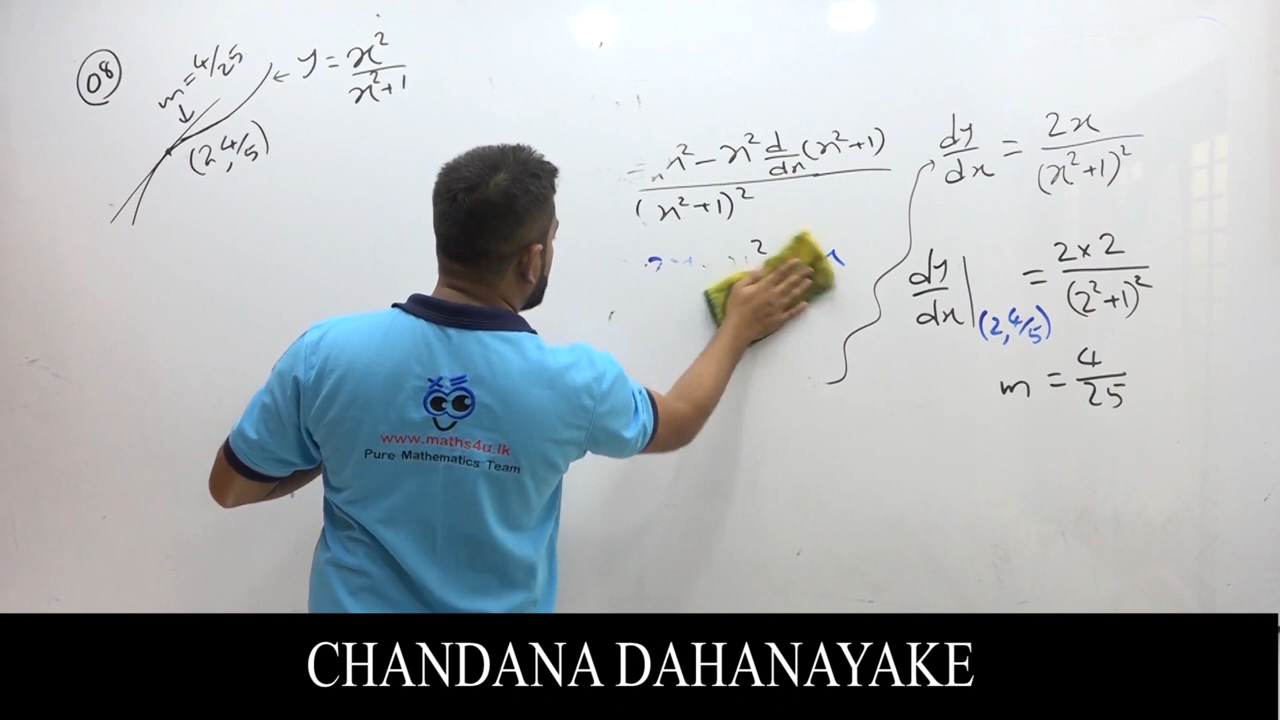 08
m = 4/25
y = x²/(x²+1)
(2, 4/5)
x² − x² d/dx (x²+1)
(x²+1)²
2
dy/dx = 2x/(x²+1)²
dy/dx|(2, 4/5) = 2×2/(2²+1)²
m = 4/25
x =
www.maths4u.lk
Pure Mathematics Team
CHANDANA DAHANAYAKE